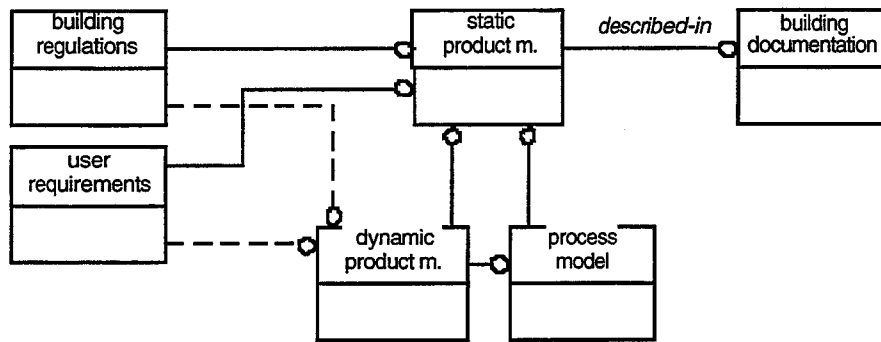 building
regulations
static
product m.
described-in
building
documentation
user
requirements
dynamic
product m.
process
model